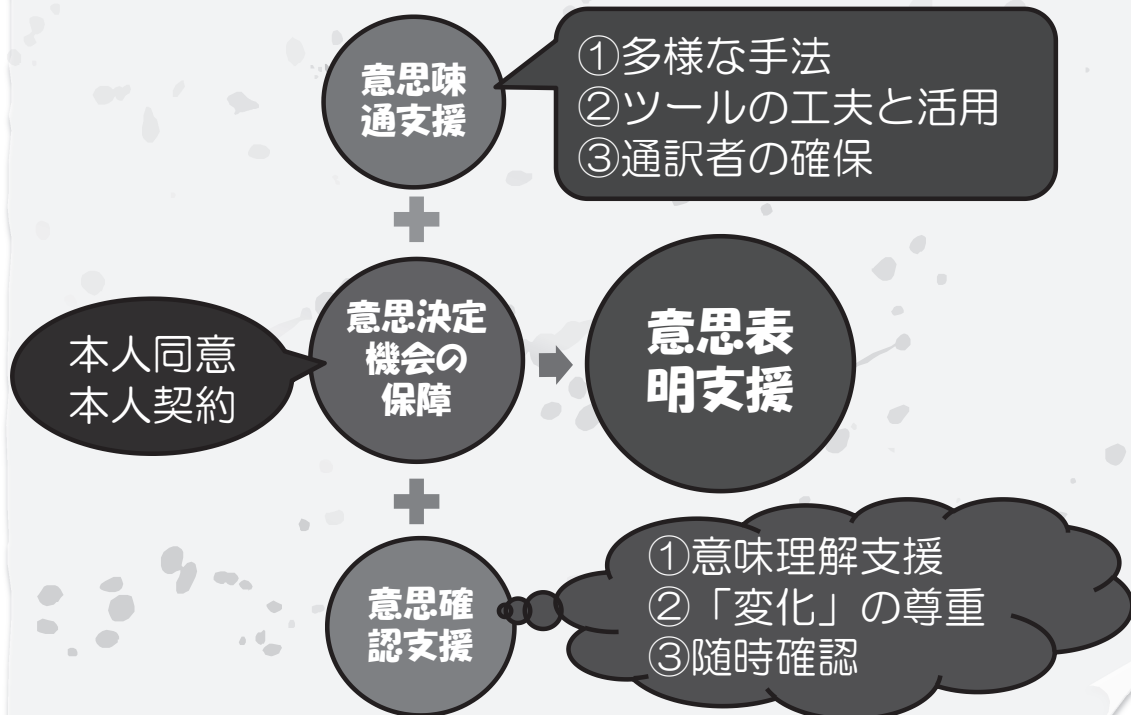 意思疎
通支援
①多様な手法
②ツールの工夫と活用
③通訳者の確保
本人同意
本人契約
意思決定
機会の
保障
意思表
明支援
意思確
認支援
①意味理解支援
②「変化」の尊重
③随時確認